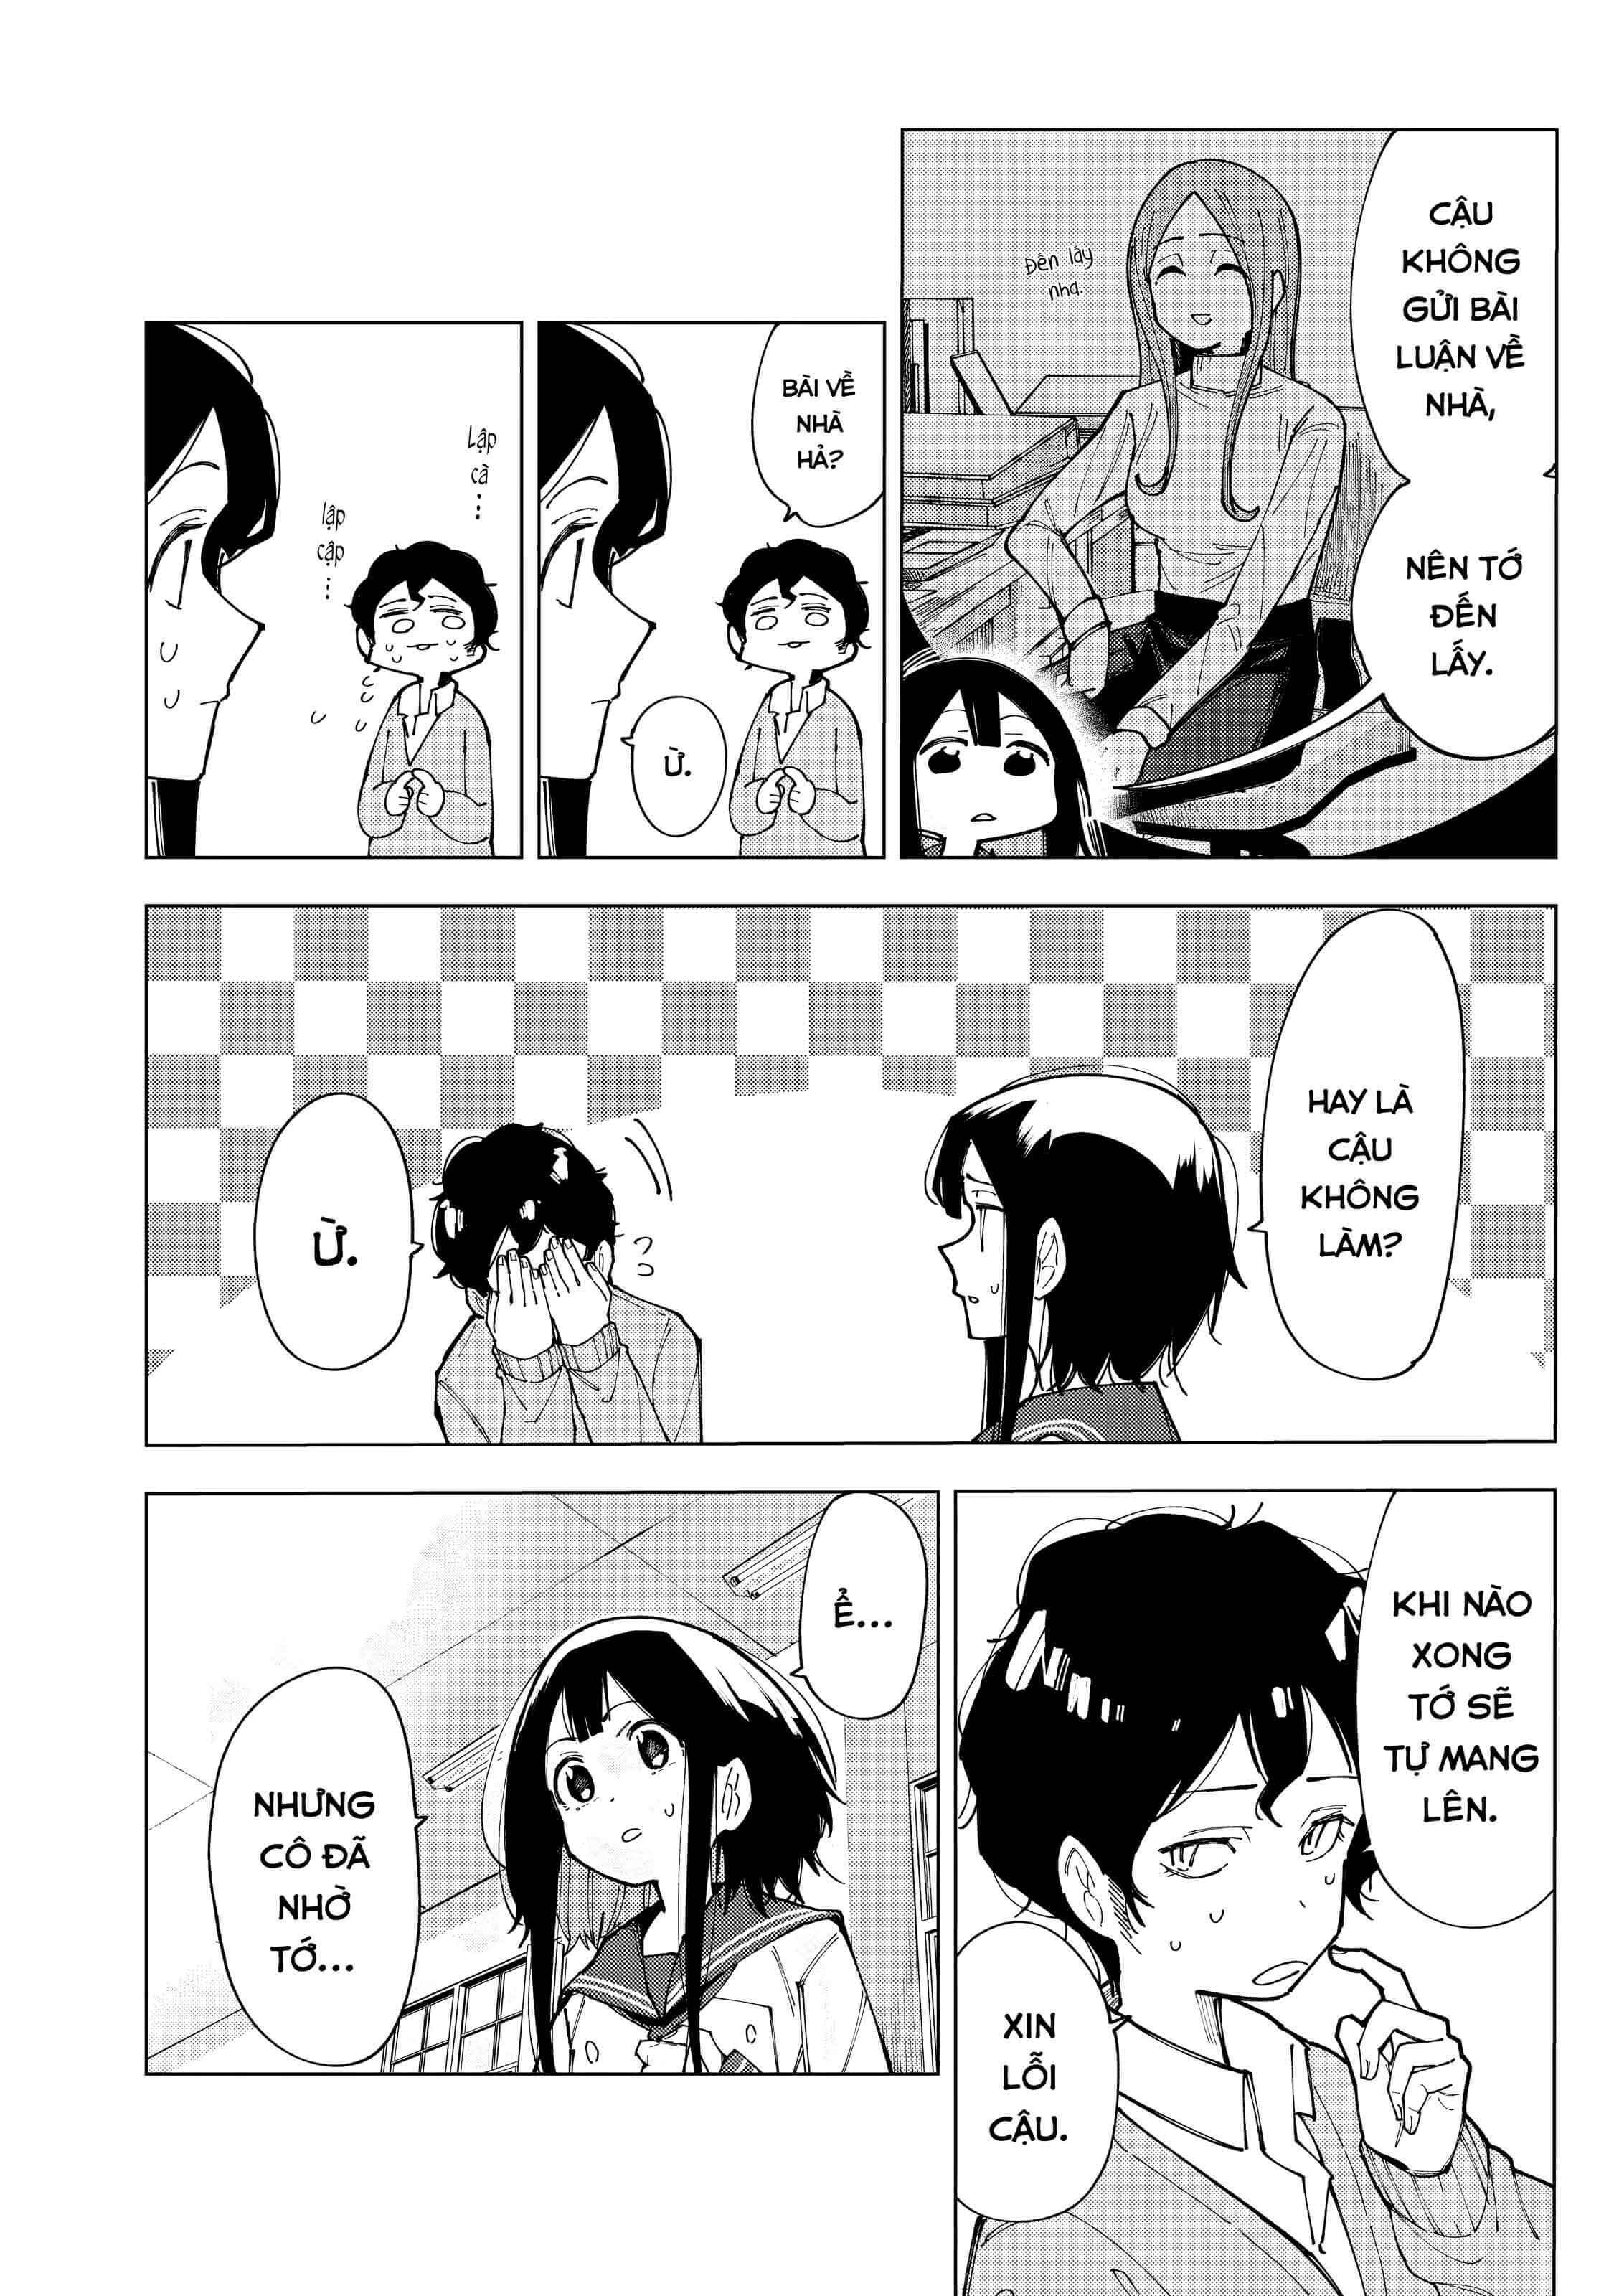 CẬU
KHÔNG
GỬI BÀI
LUẬN VỀ
NHÀ,
Đến lấy
nha.
NÊN TỚ
ĐẾN
LẤY.
BÀI VỀ
NHÀ
HẢ?
Ừ.
Lập
cà
...
lập
cập
...
HAY LÀ
CẬU
KHÔNG
LÀM?
Ừ.
KHI NÀO
XONG
TỚ SẼ
TỰ MANG
LÊN.
XIN
LỖI
CẬU.
Ể...
NHƯNG
CÔ ĐÃ
NHỜ
TỚ...